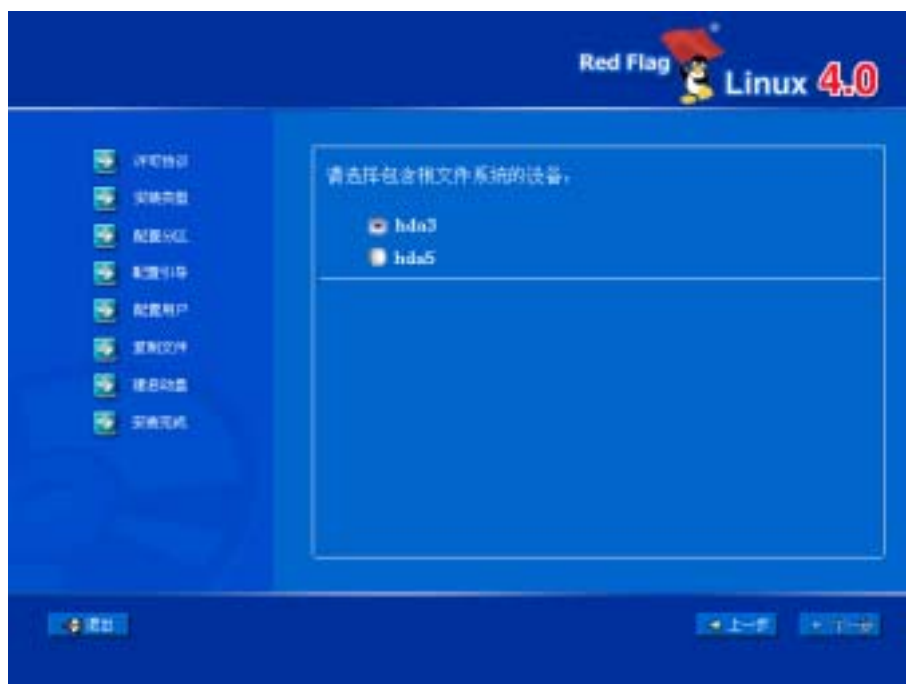 Red Flag
Linux 4.0
许可协议
安装类型
配置分区
配置引导
配置用户
复制文件
建启动盘
安装完成
请选择包含根文件系统的设备：
hda3
hda5
退出
上一步
下一步